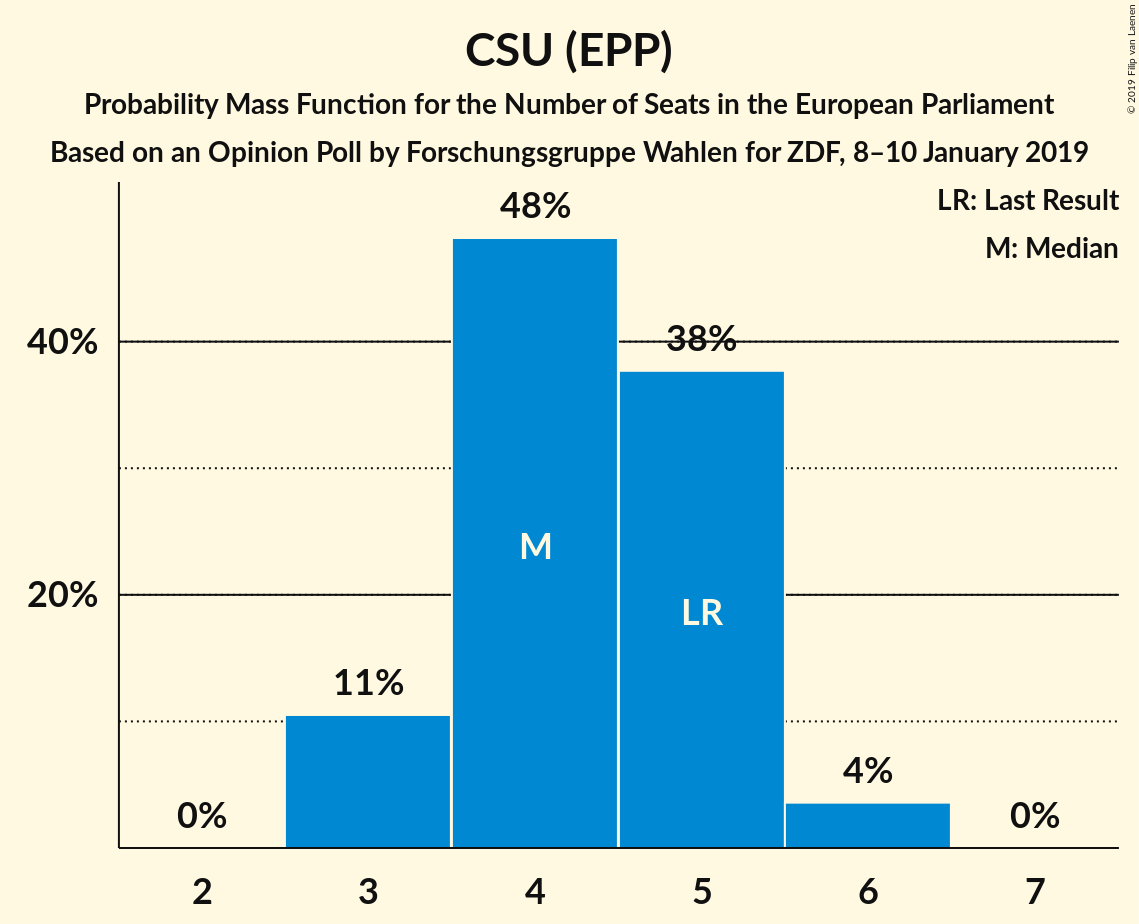 CSU (EPP)
Probability Mass Function for the Number of Seats in the European Parliament
Based on an Opinion Poll by Forschungsgruppe Wahlen for ZDF, 8–10 January 2019
© 2019 Filip van Laenen
LR: Last Result
M: Median
48%
40%
38%
M
20%
LR
11%
4%
0%
0%
2 3 4 5 6 7